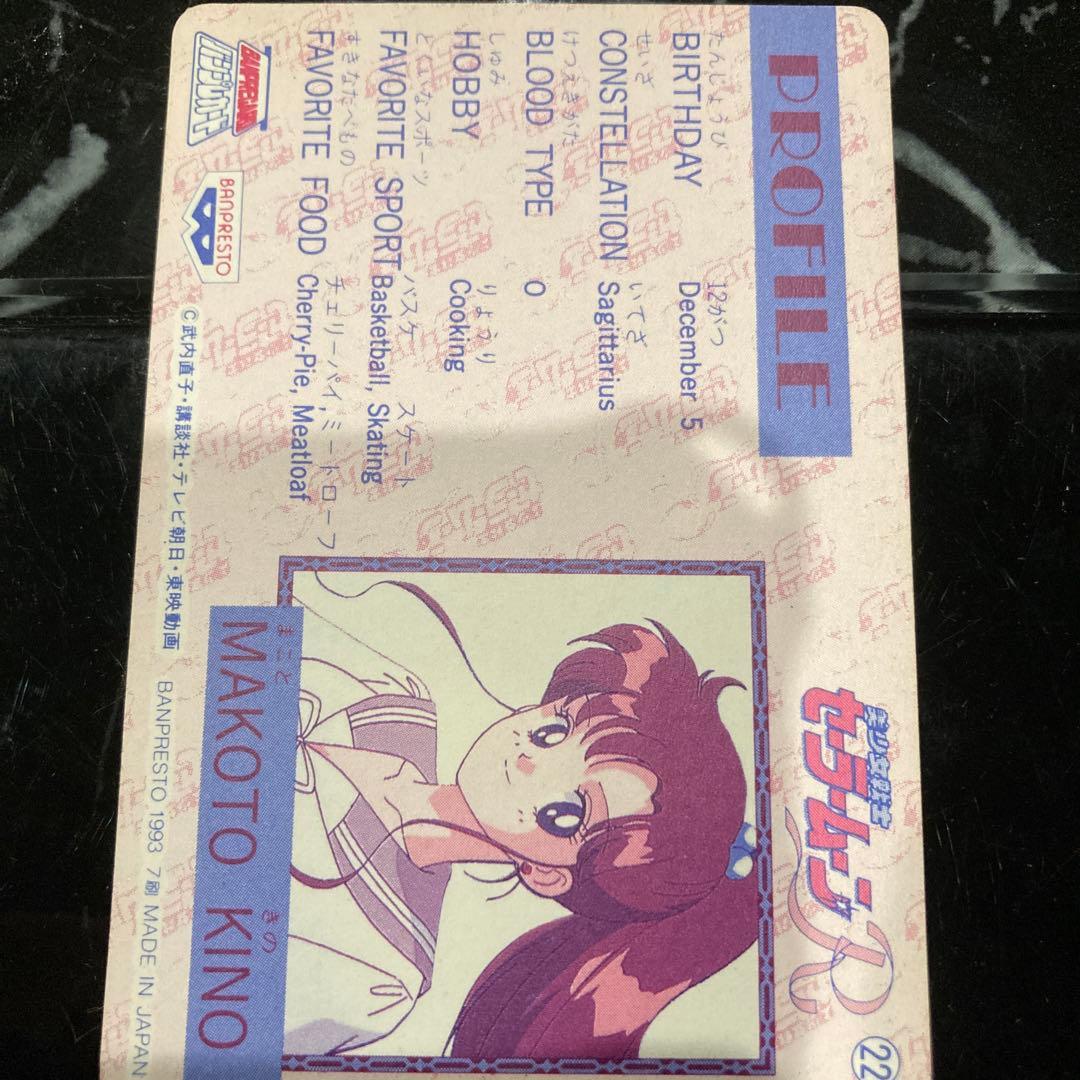 PROFILE
美少女戦士
セーラームーンR
22
たんじょうび 12がつ
BIRTHDAY December 5
せいざ いてざ
CONSTELLATION Sagittarius
けつえきがた
BLOOD TYPE O
しゅみ りょうり
HOBBY Cooking
とくいなスポーツ バスケ スケート
FAVORITE SPORT Basketball, Skating
すきなたべもの チェリーパイ, ミートローフ
FAVORITE FOOD Cherry-Pie, Meatloaf
まこと きの
MAKOTO KINO
BANPRESTO
©武内直子・講談社・テレビ朝日・東映動画
BANPRESTO 1993 7刷 MADE IN JAPAN